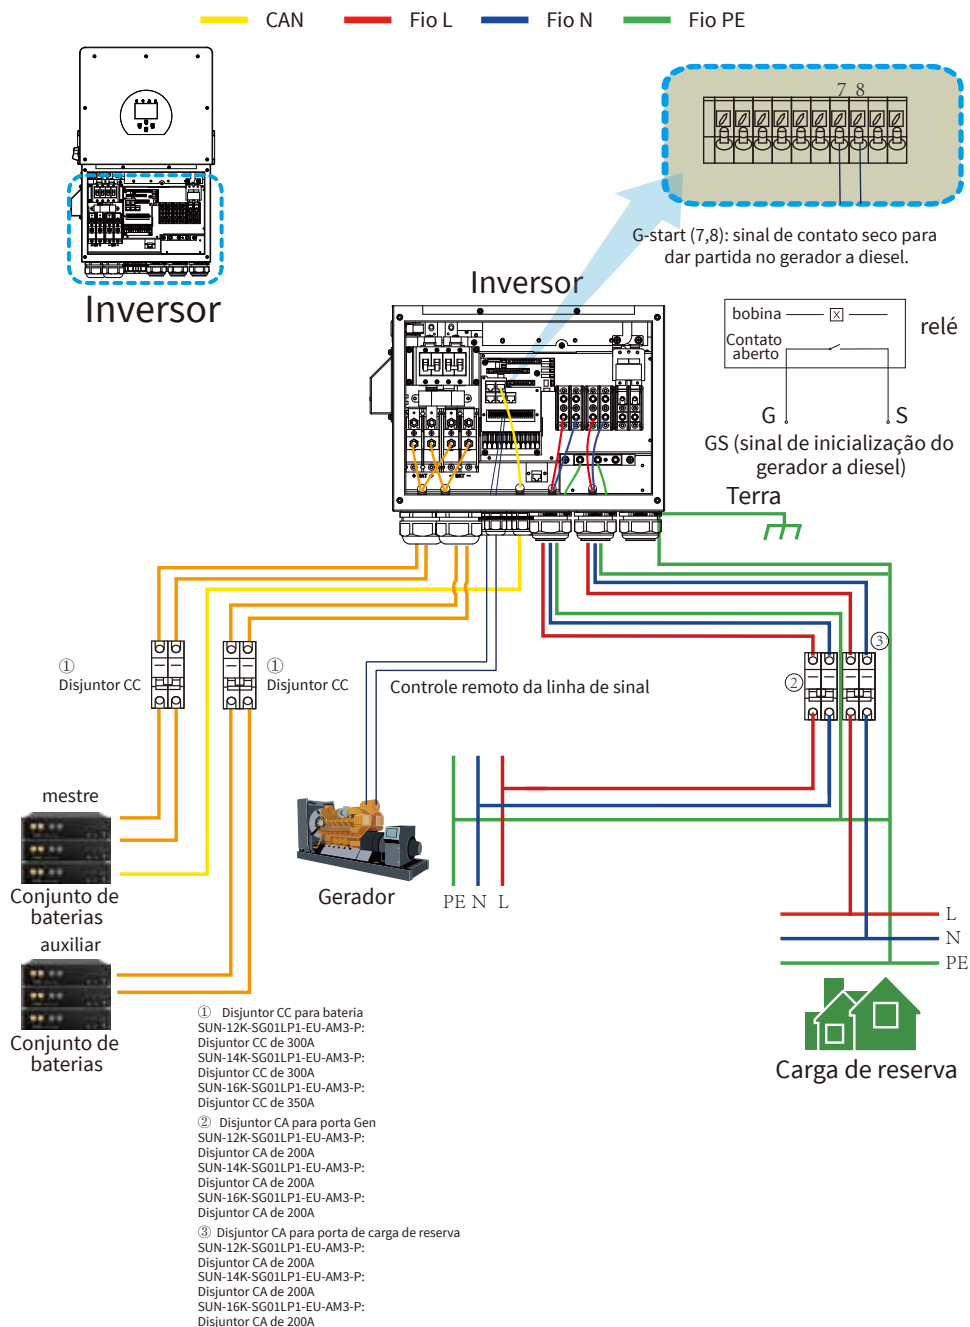 CAN
Fio L
Fio N
Fio PE
7 8
G-start (7,8): sinal de contato seco para
dar partida no gerador a diesel.
Inversor
Inversor
bobina
X
relé
Contato
aberto
G
S
GS (sinal de inicialização do
gerador a diesel)
Terra
BAT
BAT
①
Disjuntor CC
①
Disjuntor CC
Controle remoto da linha de sinal
②
③
mestre
Conjunto de
baterias
auxiliar
Conjunto de
baterias
Gerador
PE N L
L
N
PE
Carga de reserva
① Disjuntor CC para bateria
SUN-12K-SG01LP1-EU-AM3-P:
Disjuntor CC de 300A
SUN-14K-SG01LP1-EU-AM3-P:
Disjuntor CC de 300A
SUN-16K-SG01LP1-EU-AM3-P:
Disjuntor CC de 350A
② Disjuntor CA para porta Gen
SUN-12K-SG01LP1-EU-AM3-P:
Disjuntor CA de 200A
SUN-14K-SG01LP1-EU-AM3-P:
Disjuntor CA de 200A
SUN-16K-SG01LP1-EU-AM3-P:
Disjuntor CA de 200A
③ Disjuntor CA para porta de carga de reserva
SUN-12K-SG01LP1-EU-AM3-P:
Disjuntor CA de 200A
SUN-14K-SG01LP1-EU-AM3-P:
Disjuntor CA de 200A
SUN-16K-SG01LP1-EU-AM3-P:
Disjuntor CA de 200A